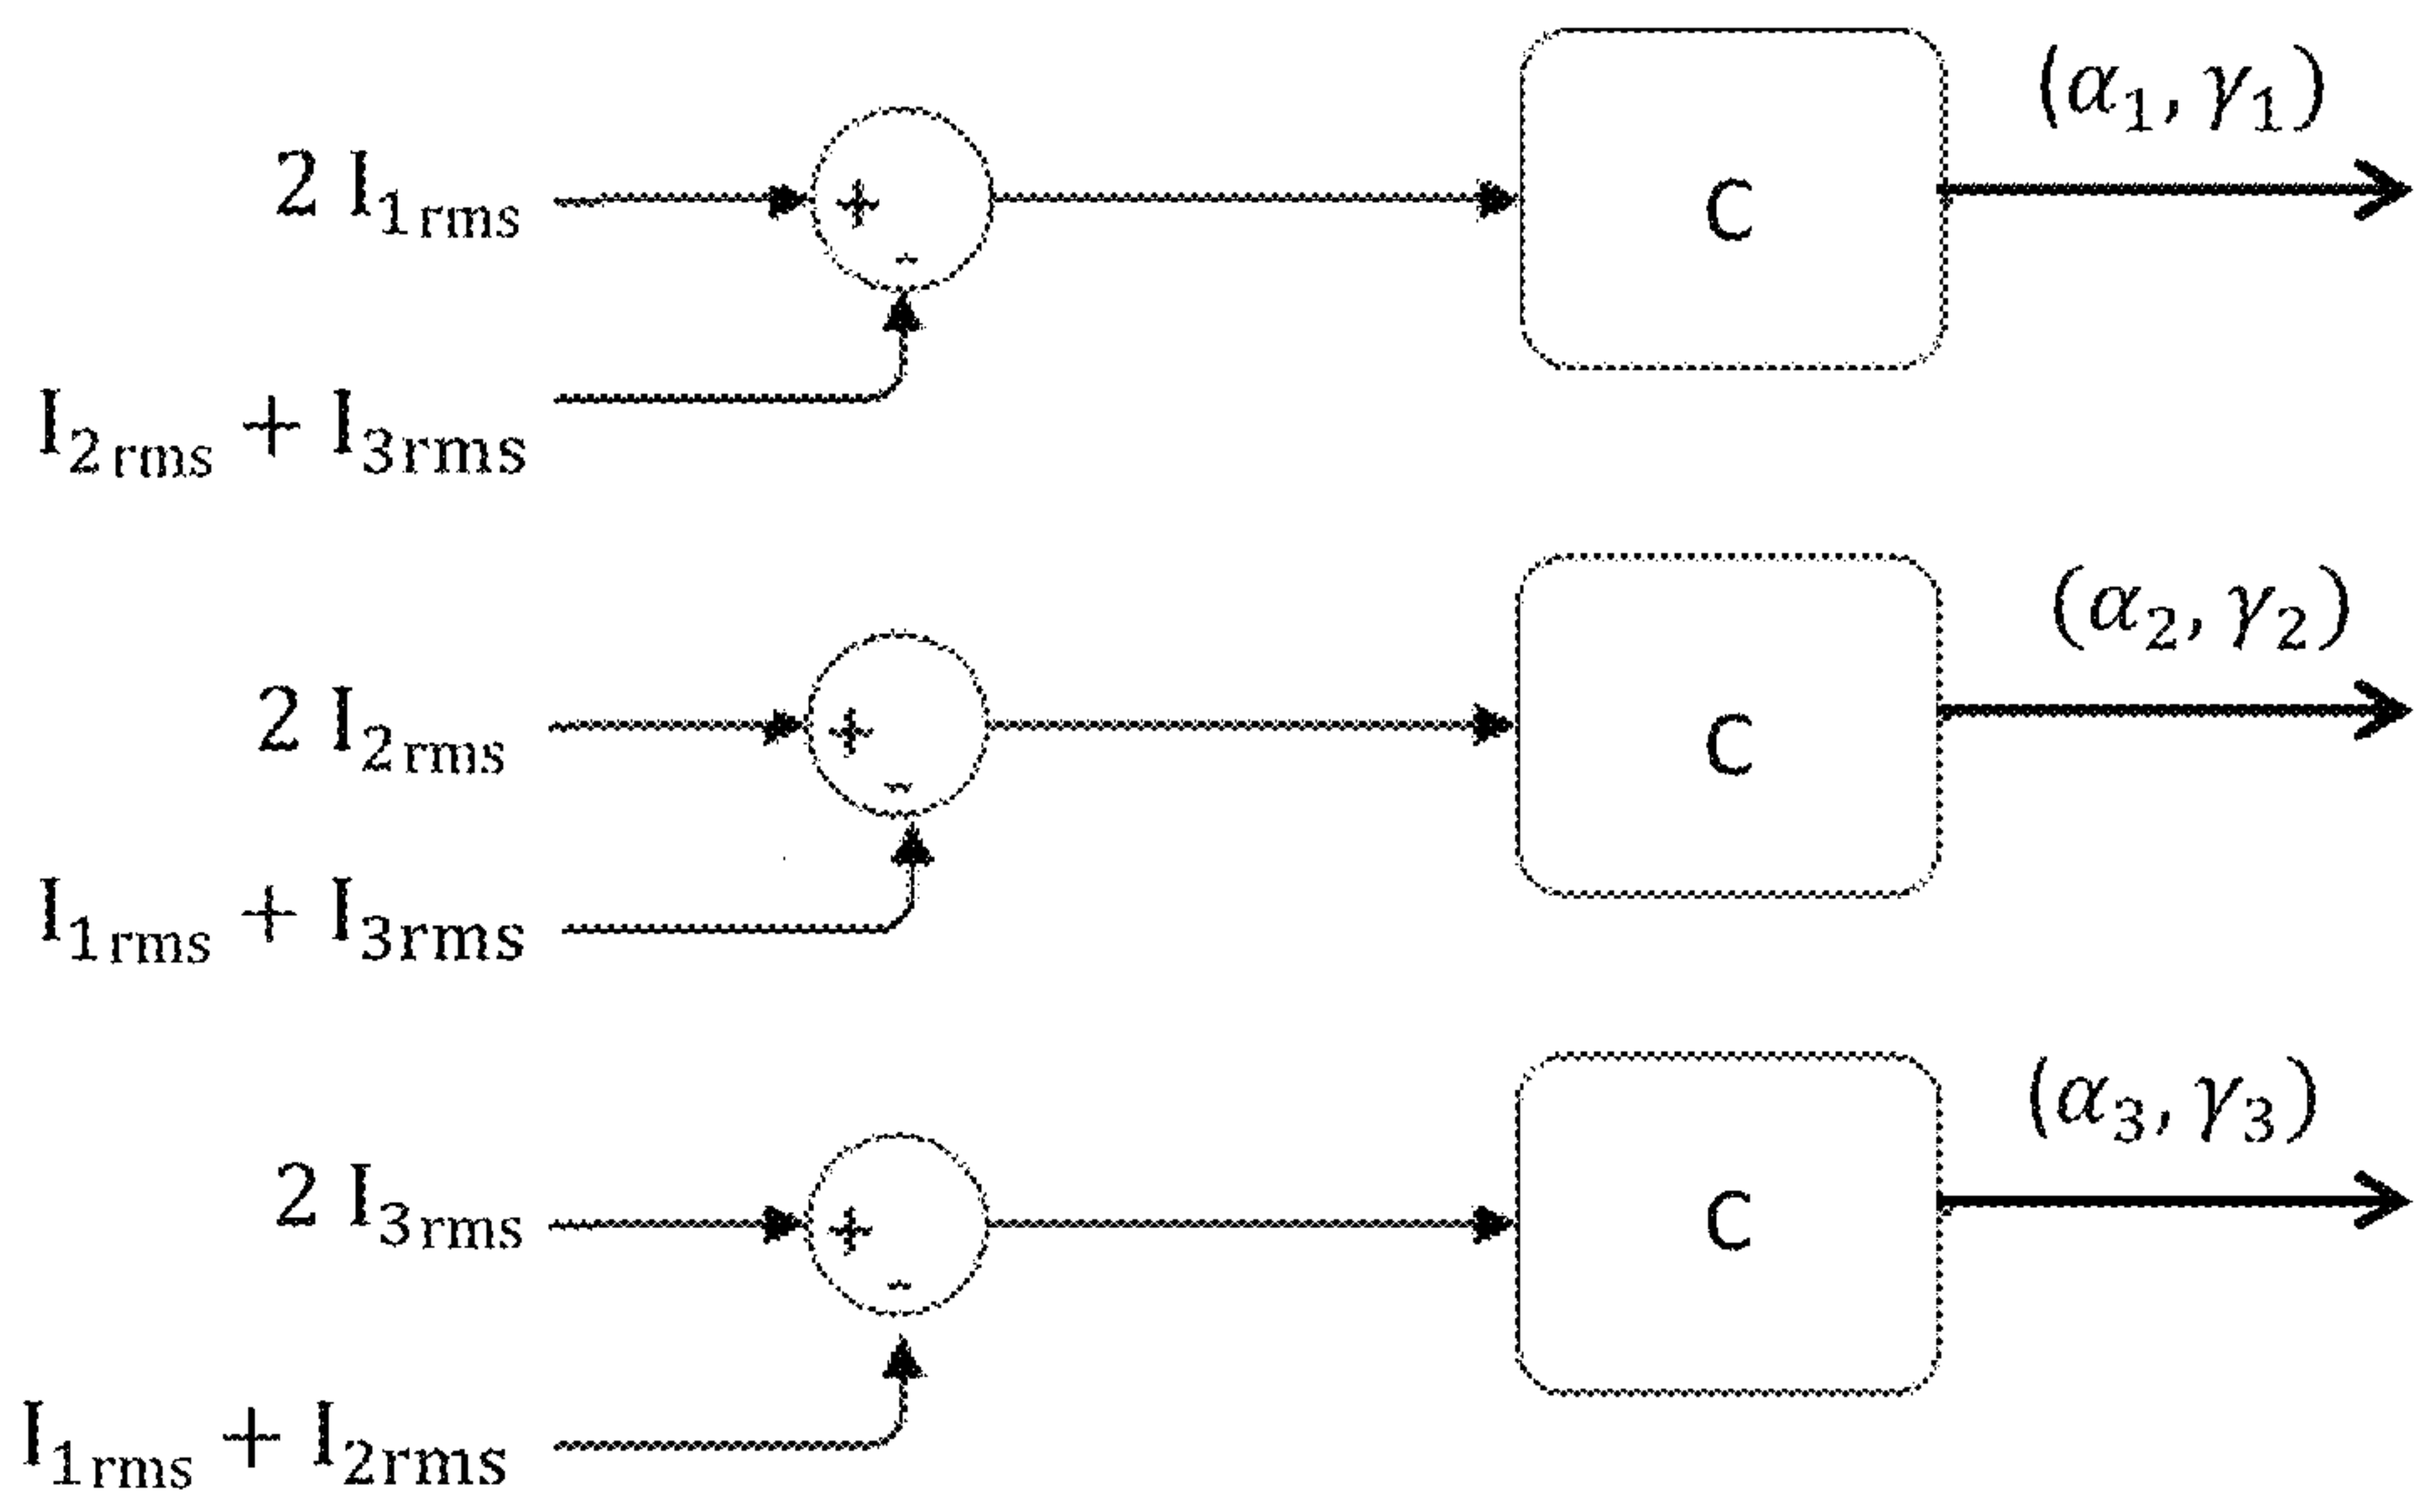 (α₁, γ₁)
2 I₁rms
+
C
-
I₂rms + I₃rms
(α₂, γ₂)
2 I₂rms
+
C
-
I₁rms + I₃rms
(α₃, γ₃)
2 I₃rms
+
C
-
I₁rms + I₂rms